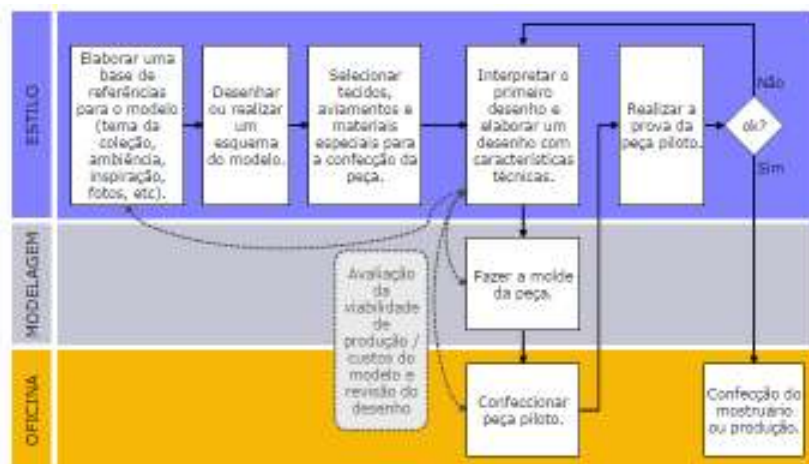 ESTILO
Elaborar uma
base de
referências
para o modelo
(tema da
coleção,
ambiência,
inspiração,
fotos, etc).
Desenhar
ou realizar
um
esquema
do modelo.
Selecionar
tecidos,
aviamentos e
materiais
especiais para
a confecção da
peça.
Interpretar o
primeiro
desenho e
elaborar um
desenho com
características
técnicas.
Realizar a
prova da
peça piloto.
ok?
Não
Sim
MODELAGEM
Avaliação
da
viabilidade
de
produção /
custos do
modelo e
revisão do
desenho
Fazer a molde
da peça.
OFICINA
Confeccionar
peça piloto.
Confecção do
mostruário
ou produção.